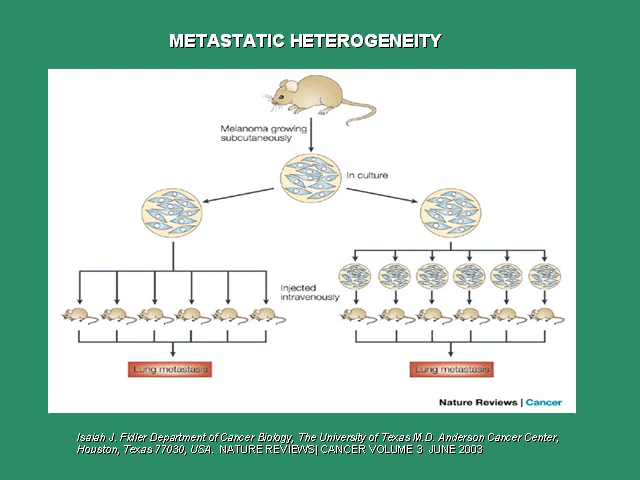 METASTATIC HETEROGENEITY
Melanoma growing
subcutaneously
In culture
Injected
intravenously
Lung metastasis
Lung metastasis
Nature Reviews | Cancer
Isaiah J. Fidler Department of Cancer Biology, The University of Texas M.D. Anderson Cancer Center,
Houston, Texas 77030, USA. NATURE REVIEWS| CANCER VOLUME 3 JUNE 2003